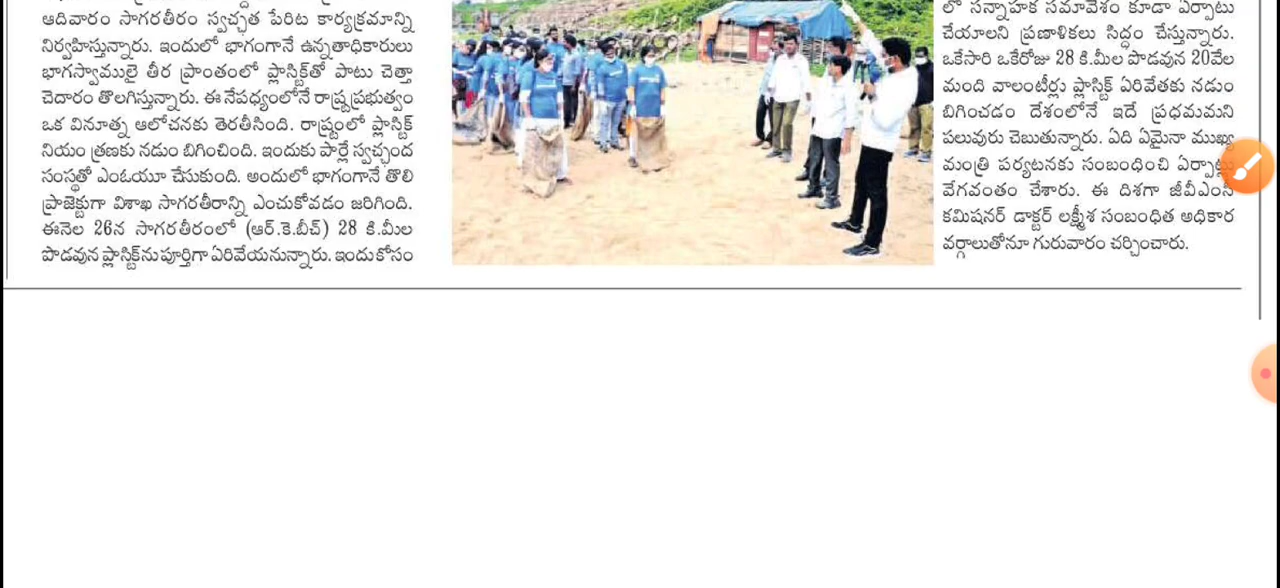 ఆదివారం సాగరతీరం స్వచ్ఛత పేరిట కార్యక్రమాన్ని
నిర్వహిస్తున్నారు. ఇందులో భాగంగానే ఉన్నతాధికారులు
భాగస్వాములై తీర ప్రాంతంలో ప్లాస్టిక్‌తో పాటు చెత్తా
చెదారం తొలగిస్తున్నారు. ఈ నేపధ్యంలోనే రాష్ట్రప్రభుత్వం
ఒక వినూత్న ఆలోచనకు తెరతీసింది. రాష్ట్రంలో ప్లాస్టిక్
నియం త్రణకు నడుం బిగించింది. ఇందుకు పార్లే స్వచ్ఛంద
సంస్థతో ఎంఓయూ చేసుకుంది. అందులో భాగంగానే తొలి
ప్రాజెక్టుగా విశాఖ సాగరతీరాన్ని ఎంచుకోవడం జరిగింది.
ఈనెల 26న సాగరతీరంలో (ఆర్.కె.బీచ్) 28 కి.మీల
పొడవున ప్లాస్టిక్‌ను పూర్తిగా ఏరివేయనున్నారు. ఇందుకోసం
లో సన్నాహక సమావేశం కూడా ఏర్పాటు
చేయాలని ప్రణాళికలు సిద్ధం చేస్తున్నారు.
ఒకేసారి ఒకేరోజు 28 కి.మీల పొడవున 20వేల
మంది వాలంటీర్లు ప్లాస్టిక్ ఏరివేతకు నడుం
బిగించడం దేశంలోనే ఇదే ప్రధమమని
పలువురు చెబుతున్నారు. ఏది ఏమైనా ముఖ్య
మంత్రి పర్యటనకు సంబంధించి ఏర్పాట్లు
వేగవంతం చేశారు. ఈ దిశగా జీవీఎంసీ
కమిషనర్ డాక్టర్ లక్ష్మీశ సంబంధిత అధికార
వర్గాలుతోనూ గురువారం చర్చించారు.